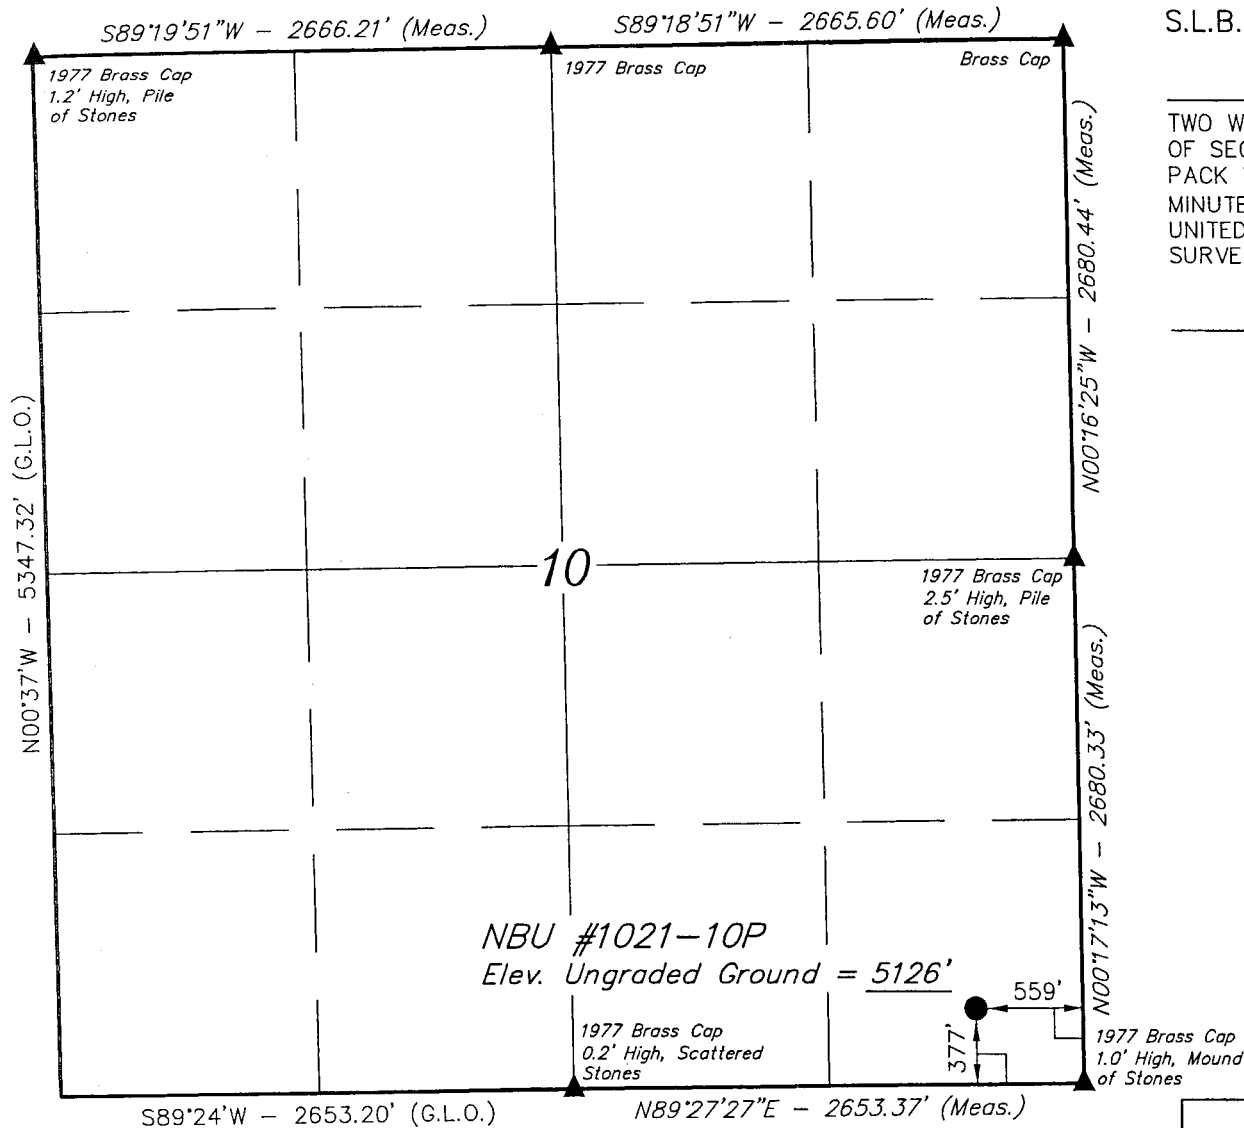 S89°19'51"W - 2666.21' (Meas.)
S89°18'51"W - 2665.60' (Meas.)
S.L.B.
1977 Brass Cap
1.2' High, Pile
of Stones
1977 Brass Cap
Brass Cap
TWO W
OF SEC
PACK
MINUTE
UNITED
SURVE
N00°16'25"W - 2680.44' (Meas.)
N00°37'W - 5347.32' (G.L.O.)
10
1977 Brass Cap
2.5' High, Pile
of Stones
N00°17'13"W - 2680.33' (Meas.)
NBU #1021-10P
Elev. Ungraded Ground = 5126'
559'
377'
1977 Brass Cap
0.2' High, Scattered
Stones
1977 Brass Cap
1.0' High, Mound
of Stones
S89°24'W - 2653.20' (G.L.O.)
N89°27'27"E - 2653.37' (Meas.)